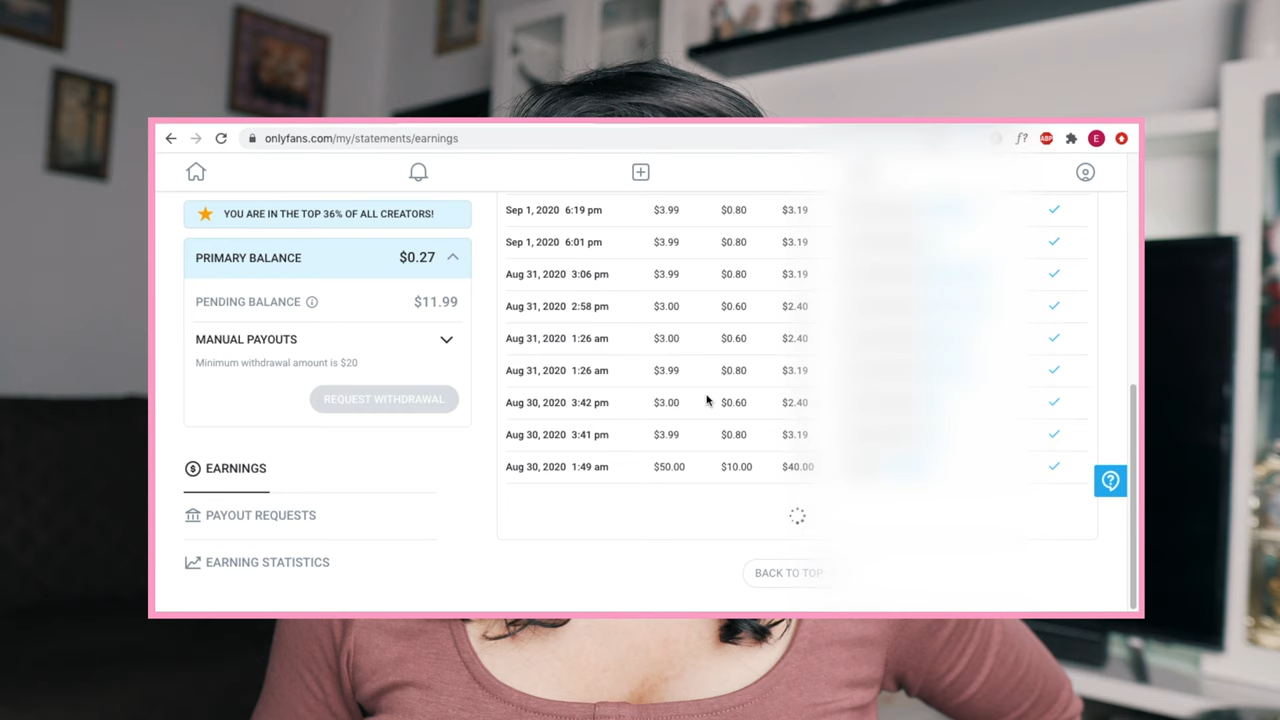 onlyfans.com/my/statements/earnings
f?
ABP
E
YOU ARE IN THE TOP 36% OF ALL CREATORS!
PRIMARY BALANCE $0.27
PENDING BALANCE $11.99
MANUAL PAYOUTS
Minimum withdrawal amount is $20
REQUEST WITHDRAWAL
EARNINGS
PAYOUT REQUESTS
EARNING STATISTICS
Sep 1, 2020 6:19 pm $3.99 $0.80 $3.19
Sep 1, 2020 6:01 pm $3.99 $0.80 $3.19
Aug 31, 2020 3:06 pm $3.99 $0.80 $3.19
Aug 31, 2020 2:58 pm $3.00 $0.60 $2.40
Aug 31, 2020 1:26 am $3.00 $0.60 $2.40
Aug 31, 2020 1:26 am $3.99 $0.80 $3.19
Aug 30, 2020 3:42 pm $3.00 $0.60 $2.40
Aug 30, 2020 3:41 pm $3.99 $0.80 $3.19
Aug 30, 2020 1:49 am $50.00 $10.00 $40.00
BACK TO TOP